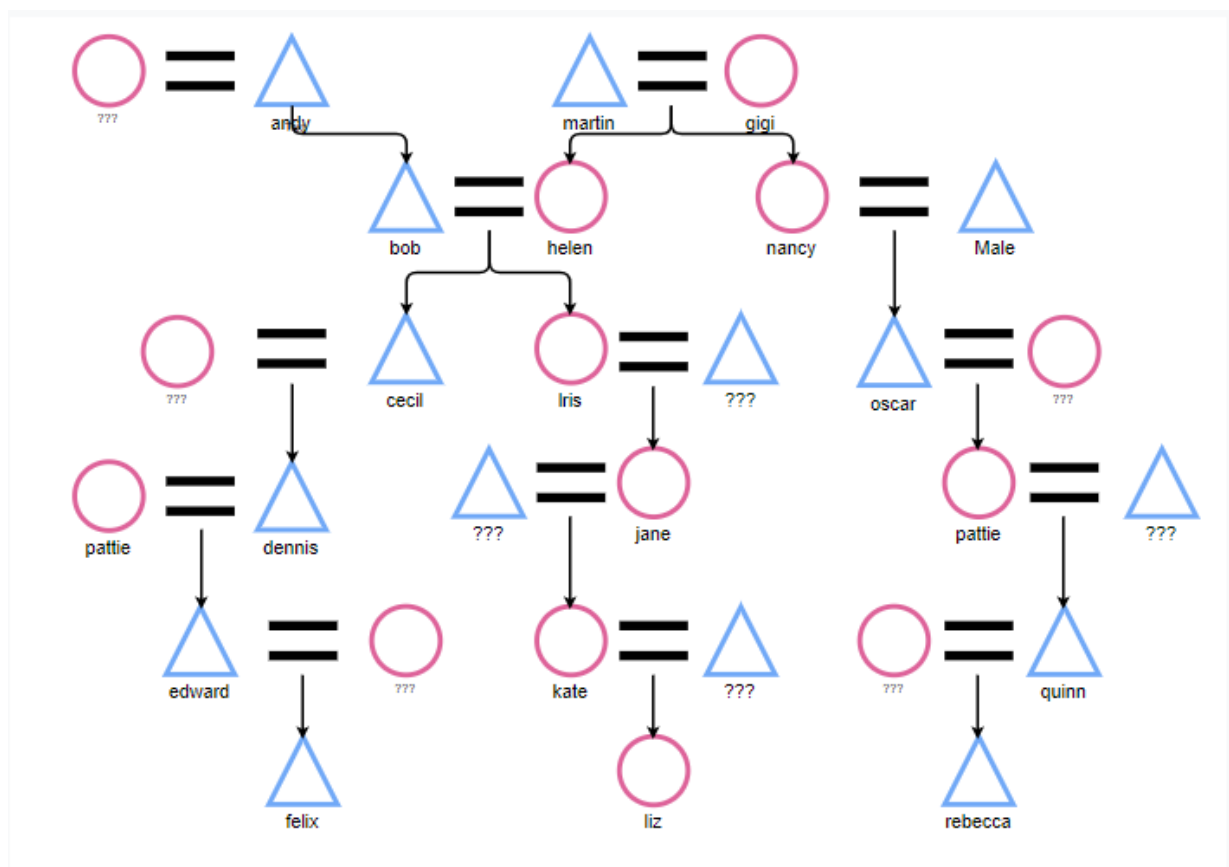 ???
andy
martin
gigi
bob
helen
nancy
Male
???
cecil
Iris
???
oscar
???
pattie
dennis
???
jane
pattie
???
edward
???
kate
???
???
quinn
felix
liz
rebecca